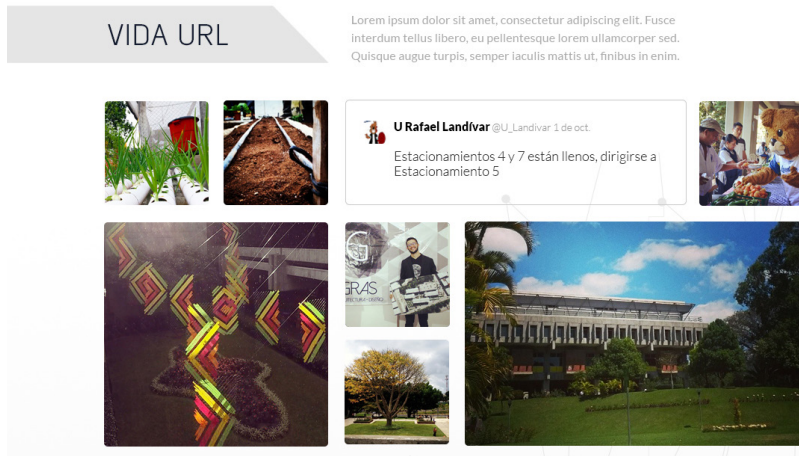 VIDA URL
Lorem ipsum dolor sit amet, consectetur adipiscing elit. Fusce
interdum tellus libero, eu pellentesque lorem ullamcorper sed.
Quisque augue turpis, semper iaculis mattis ut, finibus in enim.
U Rafael Landívar @U_Landivar 1 de oct.
Estacionamientos 4 y 7 están llenos, dirigirse a
Estacionamiento 5
G
GRAS